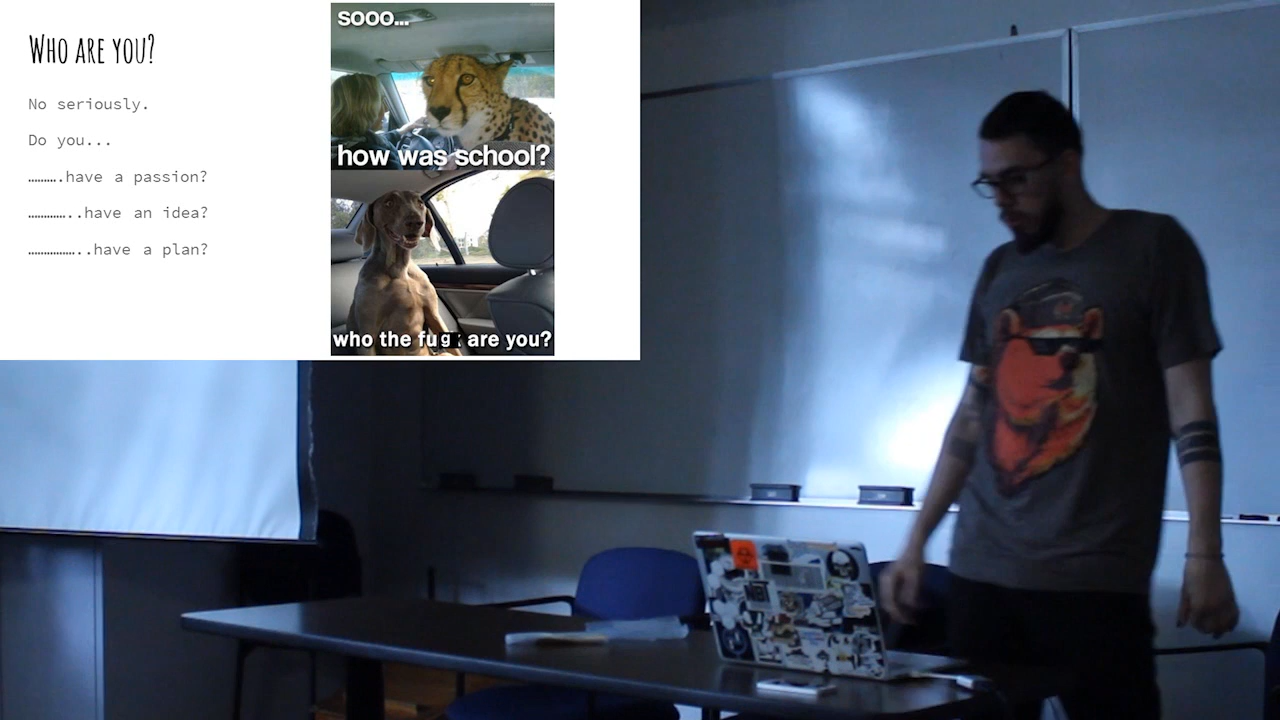 WHO ARE YOU?
No seriously.
Do you...
……….have a passion?
…………..have an idea?
……………..have a plan?
sooo...
how was school?
who the fug are you?